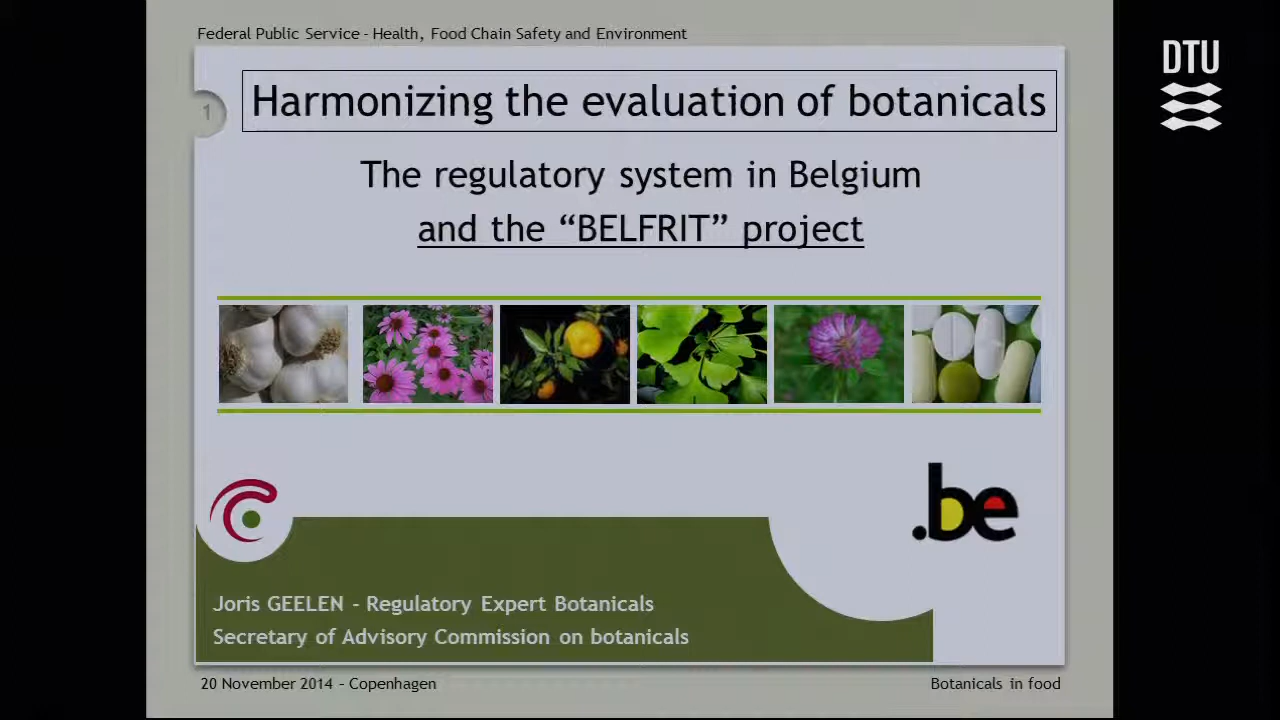 Federal Public Service - Health, Food Chain Safety and Environment
DTU
1
Harmonizing the evaluation of botanicals
The regulatory system in Belgium
and the “BELFRIT” project
.be
Joris GEELEN - Regulatory Expert Botanicals
Secretary of Advisory Commission on botanicals
20 November 2014 – Copenhagen
Botanicals in food